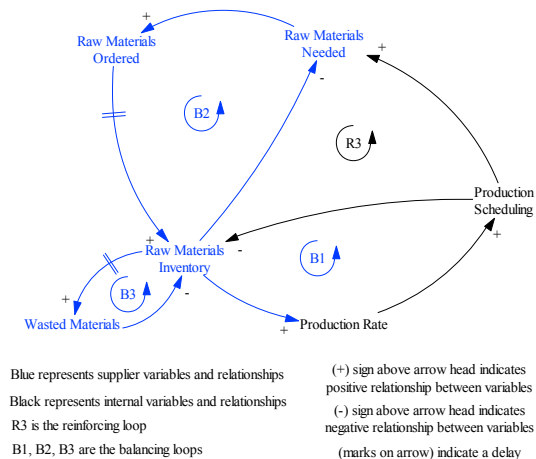 +
Raw Materials
Ordered
Raw Materials
Needed
+
-
B2
R3
Production
Scheduling
+
+
Raw Materials
Inventory
-
B1
+
B3
-
Wasted Materials
+
Production Rate
Blue represents supplier variables and relationships
Black represents internal variables and relationships
R3 is the reinforcing loop
B1, B2, B3 are the balancing loops
(+) sign above arrow head indicates
positive relationship between variables
(-) sign above arrow head indicates
negative relationship between variables
(marks on arrow) indicate a delay